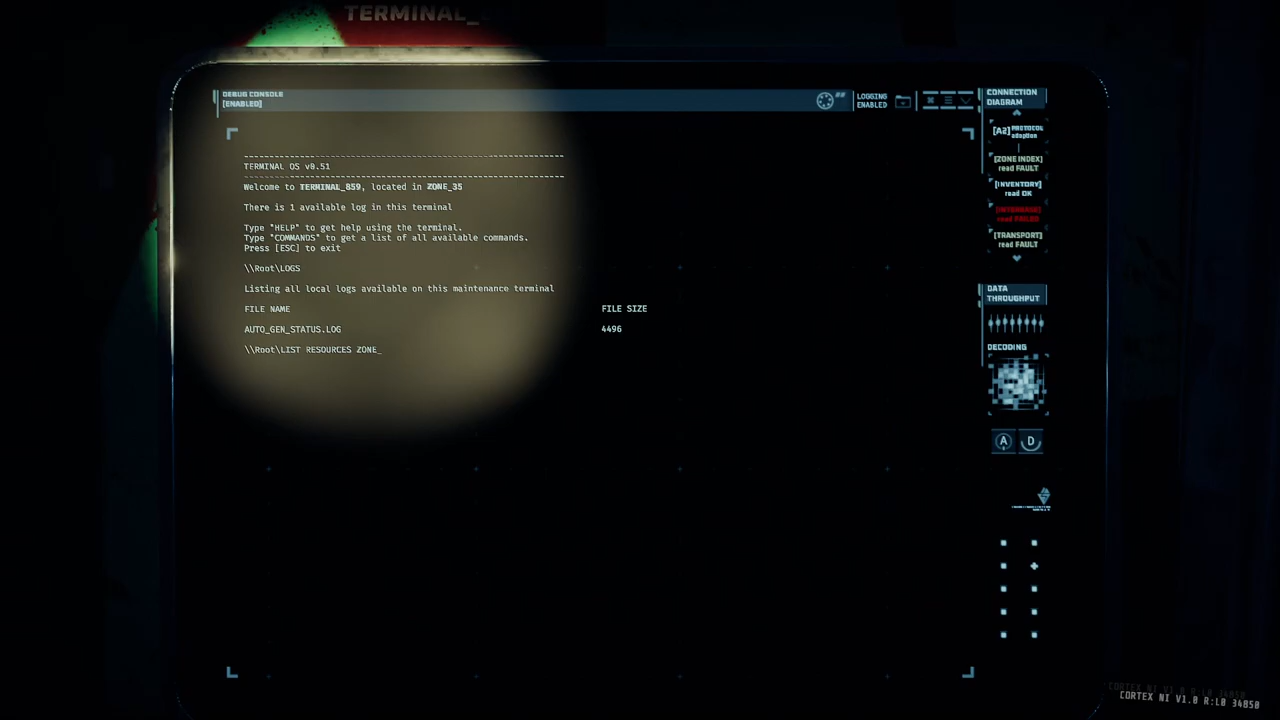 TERMINAL_
DEBUG CONSOLE
[ENABLED]
LOGGING
ENABLED
CONNECTION
DIAGRAM
[A2] PROTOCOL
adaption
[ZONE INDEX]
read FAULT
[INVENTORY]
read OK
read FAILED
[TRANSPORT]
read FAULT
DATA
THROUGHPUT
DECODING
A D
--------------------------------------------------------------
TERMINAL OS v0.51
--------------------------------------------------------------
Welcome to TERMINAL_859, located in ZONE_35
There is 1 available log in this terminal
Type "HELP" to get help using the terminal.
Type "COMMANDS" to get a list of all available commands.
Press [ESC] to exit
\\Root\LOGS
Listing all local logs available on this maintenance terminal
FILE NAME FILE SIZE
AUTO_GEN_STATUS.LOG 4496
\\Root\LIST RESOURCES ZONE_
CORTEX NI V1.0 R:L0 34850